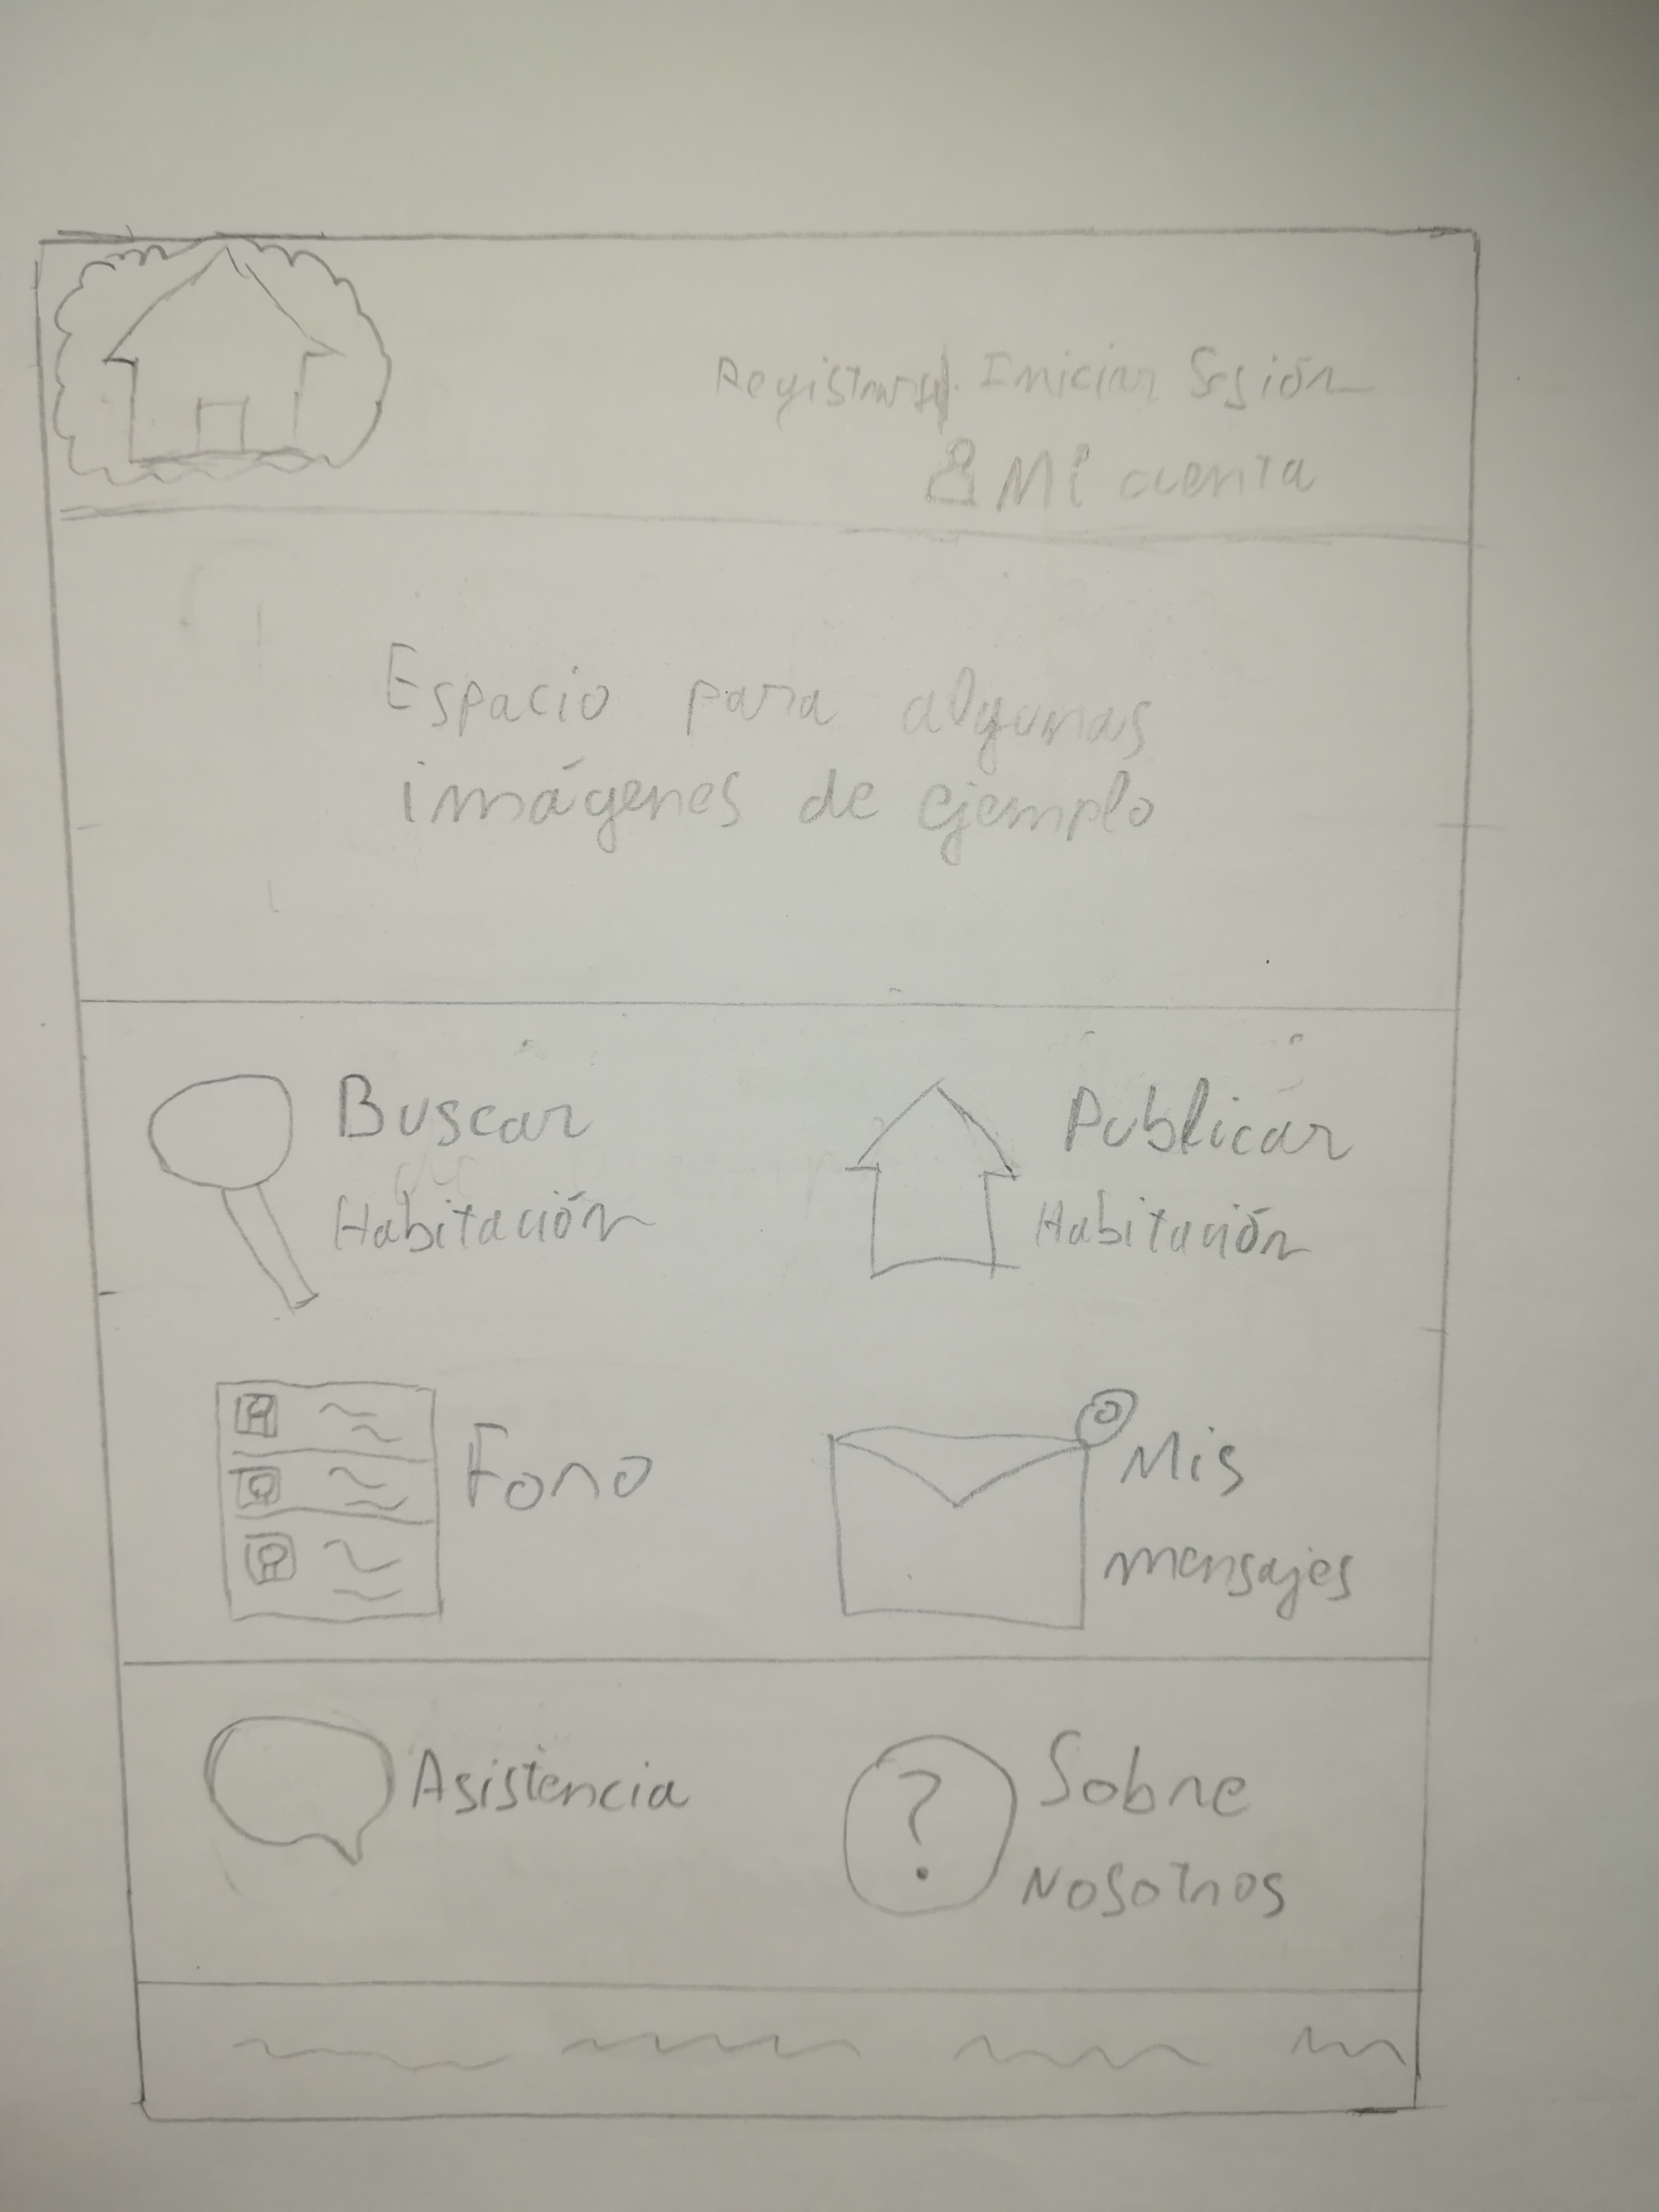 Registrarse Iniciar Sesión
Mi cuenta
Espacio para algunas
imágenes de ejemplo
Buscar
Habitación
Publicar
Habitación
Foro
Mis
mensajes
Asistencia
?
Sobre
Nosotros